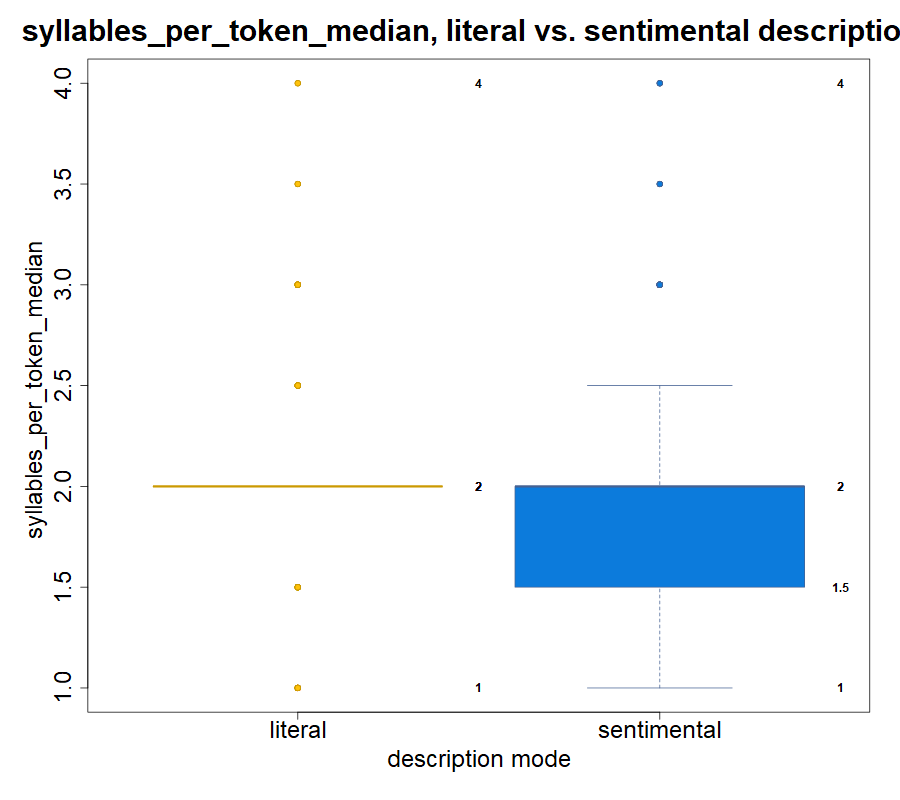 syllables_per_token_median, literal vs. sentimental descriptio
syllables_per_token_median
4.0
3.5
3.0
2.5
2.0
1.5
1.0
4
2
1
4
2
1.5
1
literal
sentimental
description mode